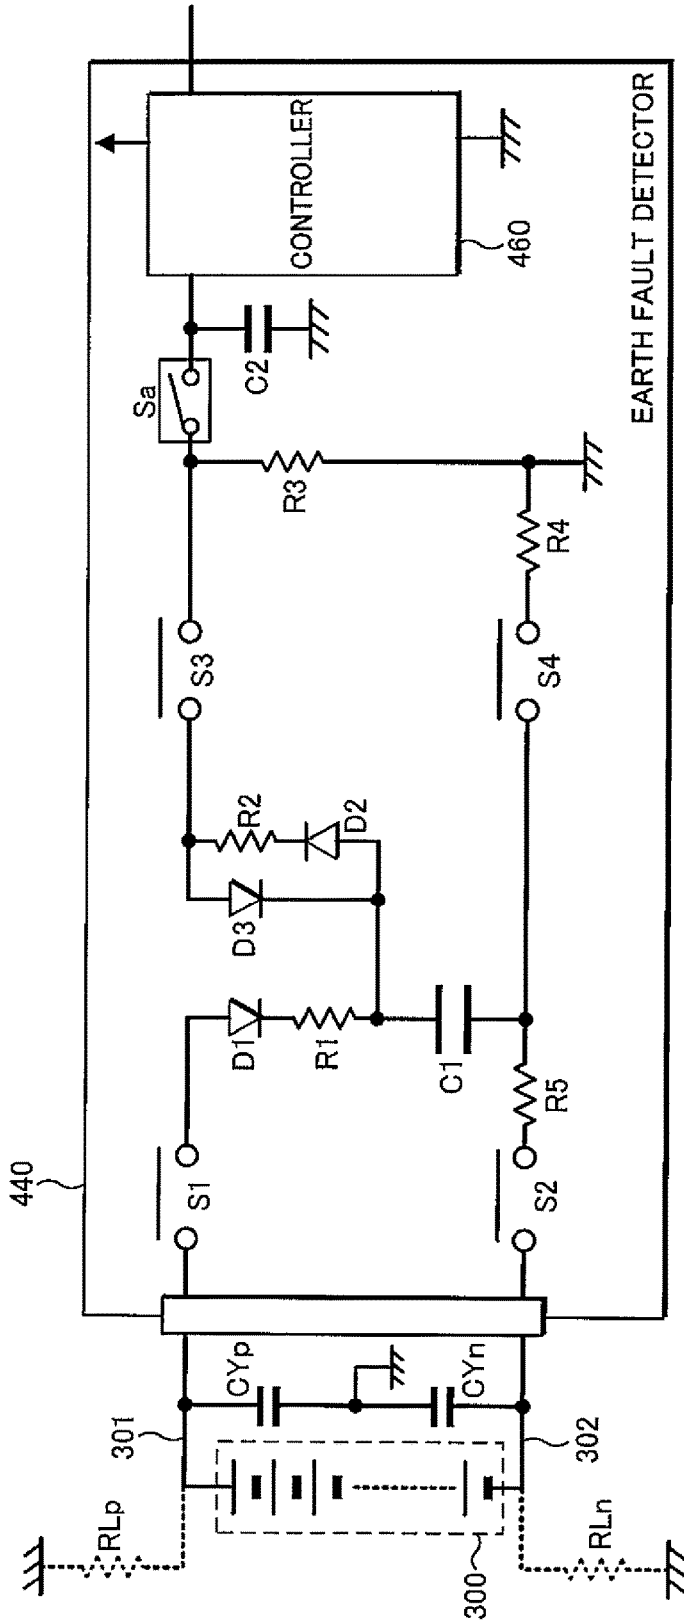 440
RLp
301
CYp
300
CYn
302
RLn
S1
D1
R1
C1
S2
R5
D3
R2
D2
S3
S4
R3
R4
Sa
C2
CONTROLLER
460
EARTH FAULT DETECTOR